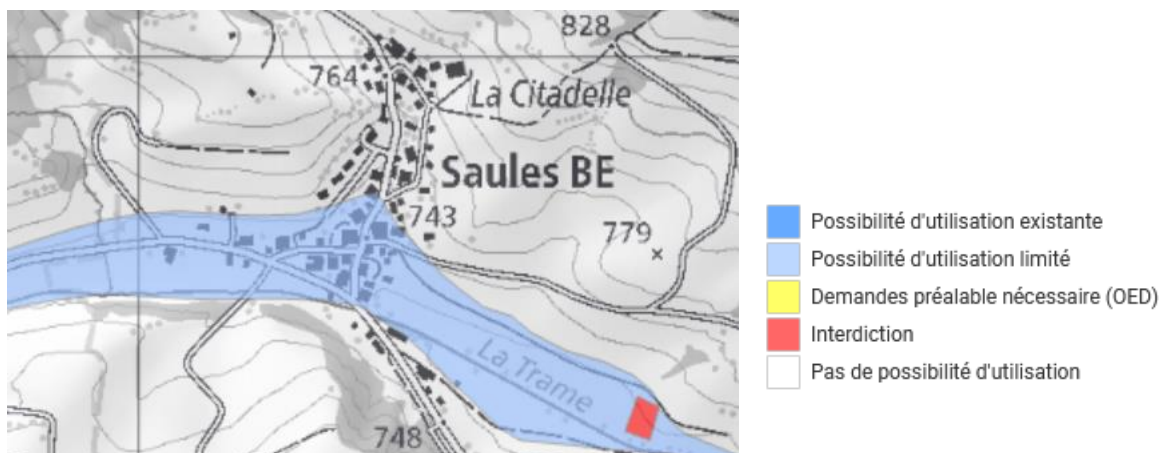 828
764
La Citadelle
Saules BE
743
779
La Trame
748
Possibilité d'utilisation existante
Possibilité d'utilisation limité
Demandes préalable nécessaire (OED)
Interdiction
Pas de possibilité d'utilisation